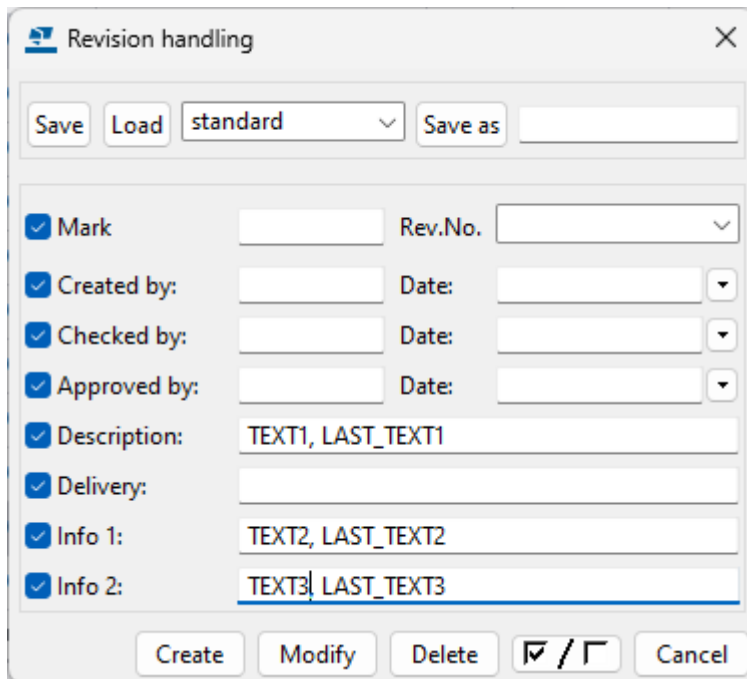 Revision handling
Save Load standard Save as
Mark Rev.No.
Created by: Date:
Checked by: Date:
Approved by: Date:
Description: TEXT1, LAST_TEXT1
Delivery:
Info 1: TEXT2, LAST_TEXT2
Info 2: TEXT3, LAST_TEXT3
Create Modify Delete / Cancel